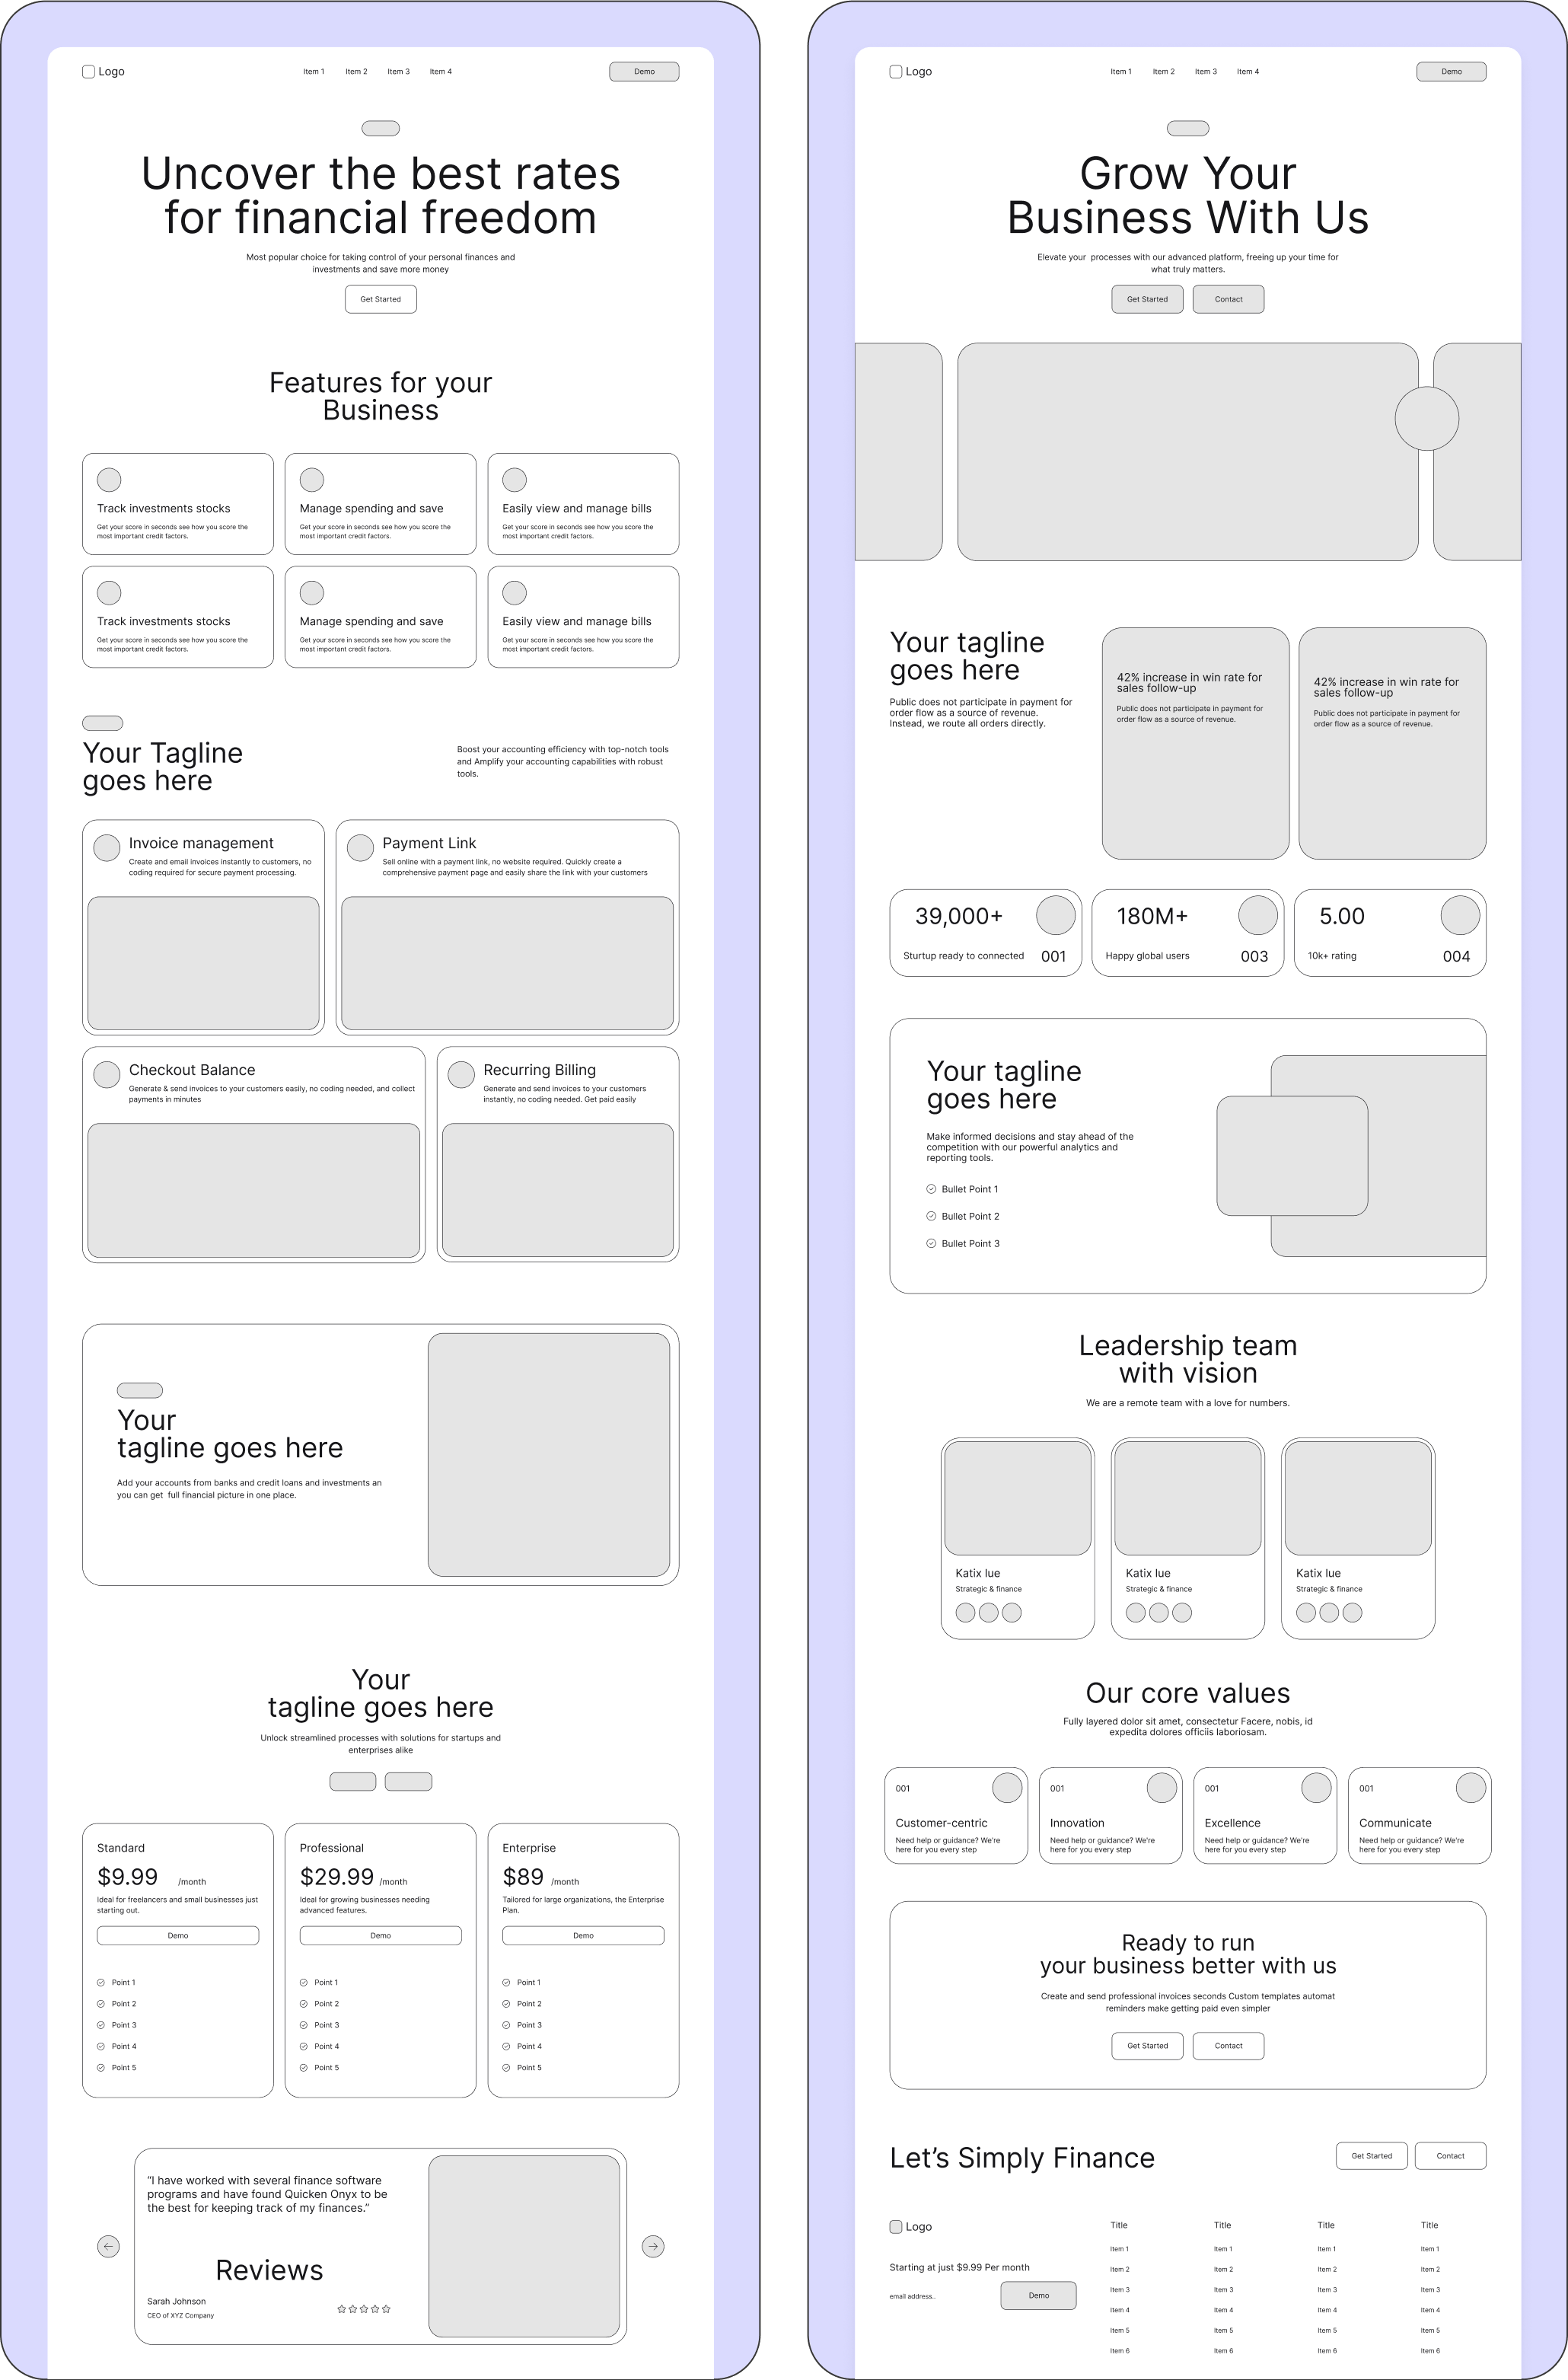 Logo
Item 1 Item 2 Item 3 Item 4
Demo
Uncover the best rates
for financial freedom
Most popular choice for taking control of your personal finances and
investments and save more money
Get Started
Features for your
Business
Track investments stocks
Get your score in seconds see how you score the
most important credit factors.
Manage spending and save
Get your score in seconds see how you score the
most important credit factors.
Easily view and manage bills
Get your score in seconds see how you score the
most important credit factors.
Track investments stocks
Get your score in seconds see how you score the
most important credit factors.
Manage spending and save
Get your score in seconds see how you score the
most important credit factors.
Easily view and manage bills
Get your score in seconds see how you score the
most important credit factors.
Your Tagline
goes here
Boost your accounting efficiency with top-notch tools
and Amplify your accounting capabilities with robust
tools.
Invoice management
Create and email invoices instantly to customers, no
coding required for secure payment processing.
Payment Link
Sell online with a payment link, no website required. Quickly create a
comprehensive payment page and easily share the link with your customers
Checkout Balance
Generate & send invoices to your customers easily, no coding needed, and collect
payments in minutes
Recurring Billing
Generate and send invoices to your customers
instantly, no coding needed. Get paid easily
Your
tagline goes here
Add your accounts from banks and credit loans and investments an
you can get full financial picture in one place.
Your
tagline goes here
Unlock streamlined processes with solutions for startups and
enterprises alike
Standard
$9.99 /month
Ideal for freelancers and small businesses just
starting out.
Demo
Point 1
Point 2
Point 3
Point 4
Point 5
Professional
$29.99 /month
Ideal for growing businesses needing
advanced features.
Demo
Point 1
Point 2
Point 3
Point 4
Point 5
Enterprise
$89 /month
Tailored for large organizations, the Enterprise
Plan.
Demo
Point 1
Point 2
Point 3
Point 4
Point 5
“I have worked with several finance software
programs and have found Quicken Onyx to be
the best for keeping track of my finances.”
Reviews
Sarah Johnson
CEO of XYZ Company
Logo
Item 1 Item 2 Item 3 Item 4
Demo
Grow Your
Business With Us
Elevate your processes with our advanced platform, freeing up your time for
what truly matters.
Get Started
Contact
Your tagline
goes here
Public does not participate in payment for
order flow as a source of revenue.
Instead, we route all orders directly.
42% increase in win rate for
sales follow-up
Public does not participate in payment for
order flow as a source of revenue.
42% increase in win rate for
sales follow-up
Public does not participate in payment for
order flow as a source of revenue.
39,000+
Sturtup ready to connected 001
180M+
Happy global users 003
5.00
10k+ rating 004
Your tagline
goes here
Make informed decisions and stay ahead of the
competition with our powerful analytics and
reporting tools.
Bullet Point 1
Bullet Point 2
Bullet Point 3
Leadership team
with vision
We are a remote team with a love for numbers.
Katix lue
Strategic & finance
Katix lue
Strategic & finance
Katix lue
Strategic & finance
Our core values
Fully layered dolor sit amet, consectetur Facere, nobis, id
expedita dolores officiis laboriosam.
001
Customer-centric
Need help or guidance? We're
here for you every step
001
Innovation
Need help or guidance? We're
here for you every step
001
Excellence
Need help or guidance? We're
here for you every step
001
Communicate
Need help or guidance? We're
here for you every step
Ready to run
your business better with us
Create and send professional invoices seconds Custom templates automat
reminders make getting paid even simpler
Get Started
Contact
Let’s Simply Finance
Get Started
Contact
Logo
Starting at just $9.99 Per month
email address..
Demo
Title
Item 1
Item 2
Item 3
Item 4
Item 5
Item 6
Title
Item 1
Item 2
Item 3
Item 4
Item 5
Item 6
Title
Item 1
Item 2
Item 3
Item 4
Item 5
Item 6
Title
Item 1
Item 2
Item 3
Item 4
Item 5
Item 6